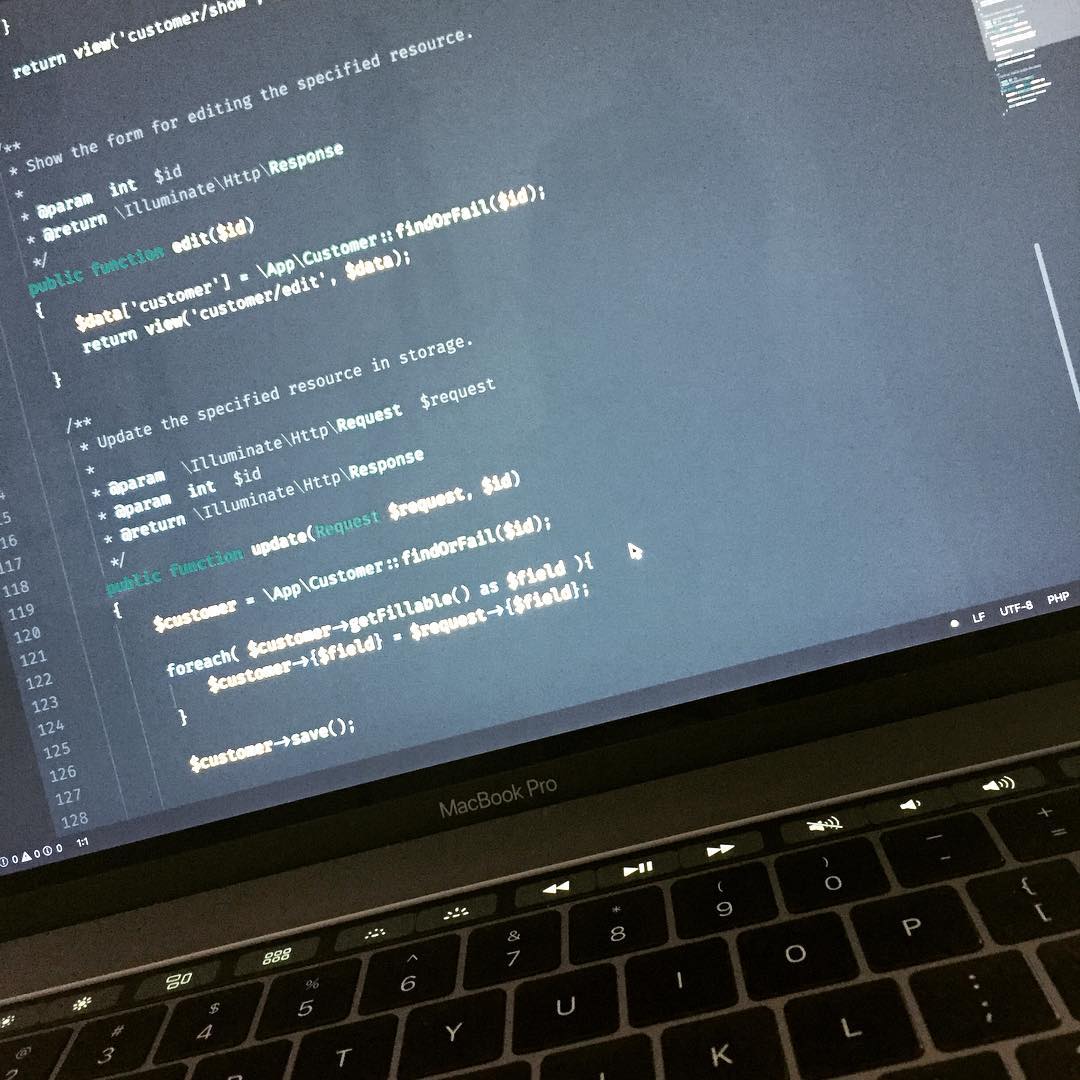 }
return view('customer/show',
/**
* Show the form for editing the specified resource.
*
* @param int $id
* @return \Illuminate\Http\Response
*/
public function edit($id)
{
$data['customer'] = \App\Customer::findOrFail($id);
return view('customer/edit', $data);
}
/**
* Update the specified resource in storage.
*
* @param \Illuminate\Http\Request $request
* @param int $id
* @return \Illuminate\Http\Response
*/
public function update(Request $request, $id)
{
$customer = \App\Customer::findOrFail($id);
foreach( $customer->getFillable() as $field ){
$customer->{$field} = $request->{$field};
}
$customer->save();
16
117
118
119
120
121
122
123
124
125
126
127
128
0 0 0 1:1
LF UTF-8 PHP
MacBook Pro
@ 2
# 3
$ 4
% 5
^ 6
& 7
* 8
( 9
) 0
_ -
+ =
T Y U I O P { [
K L : ;